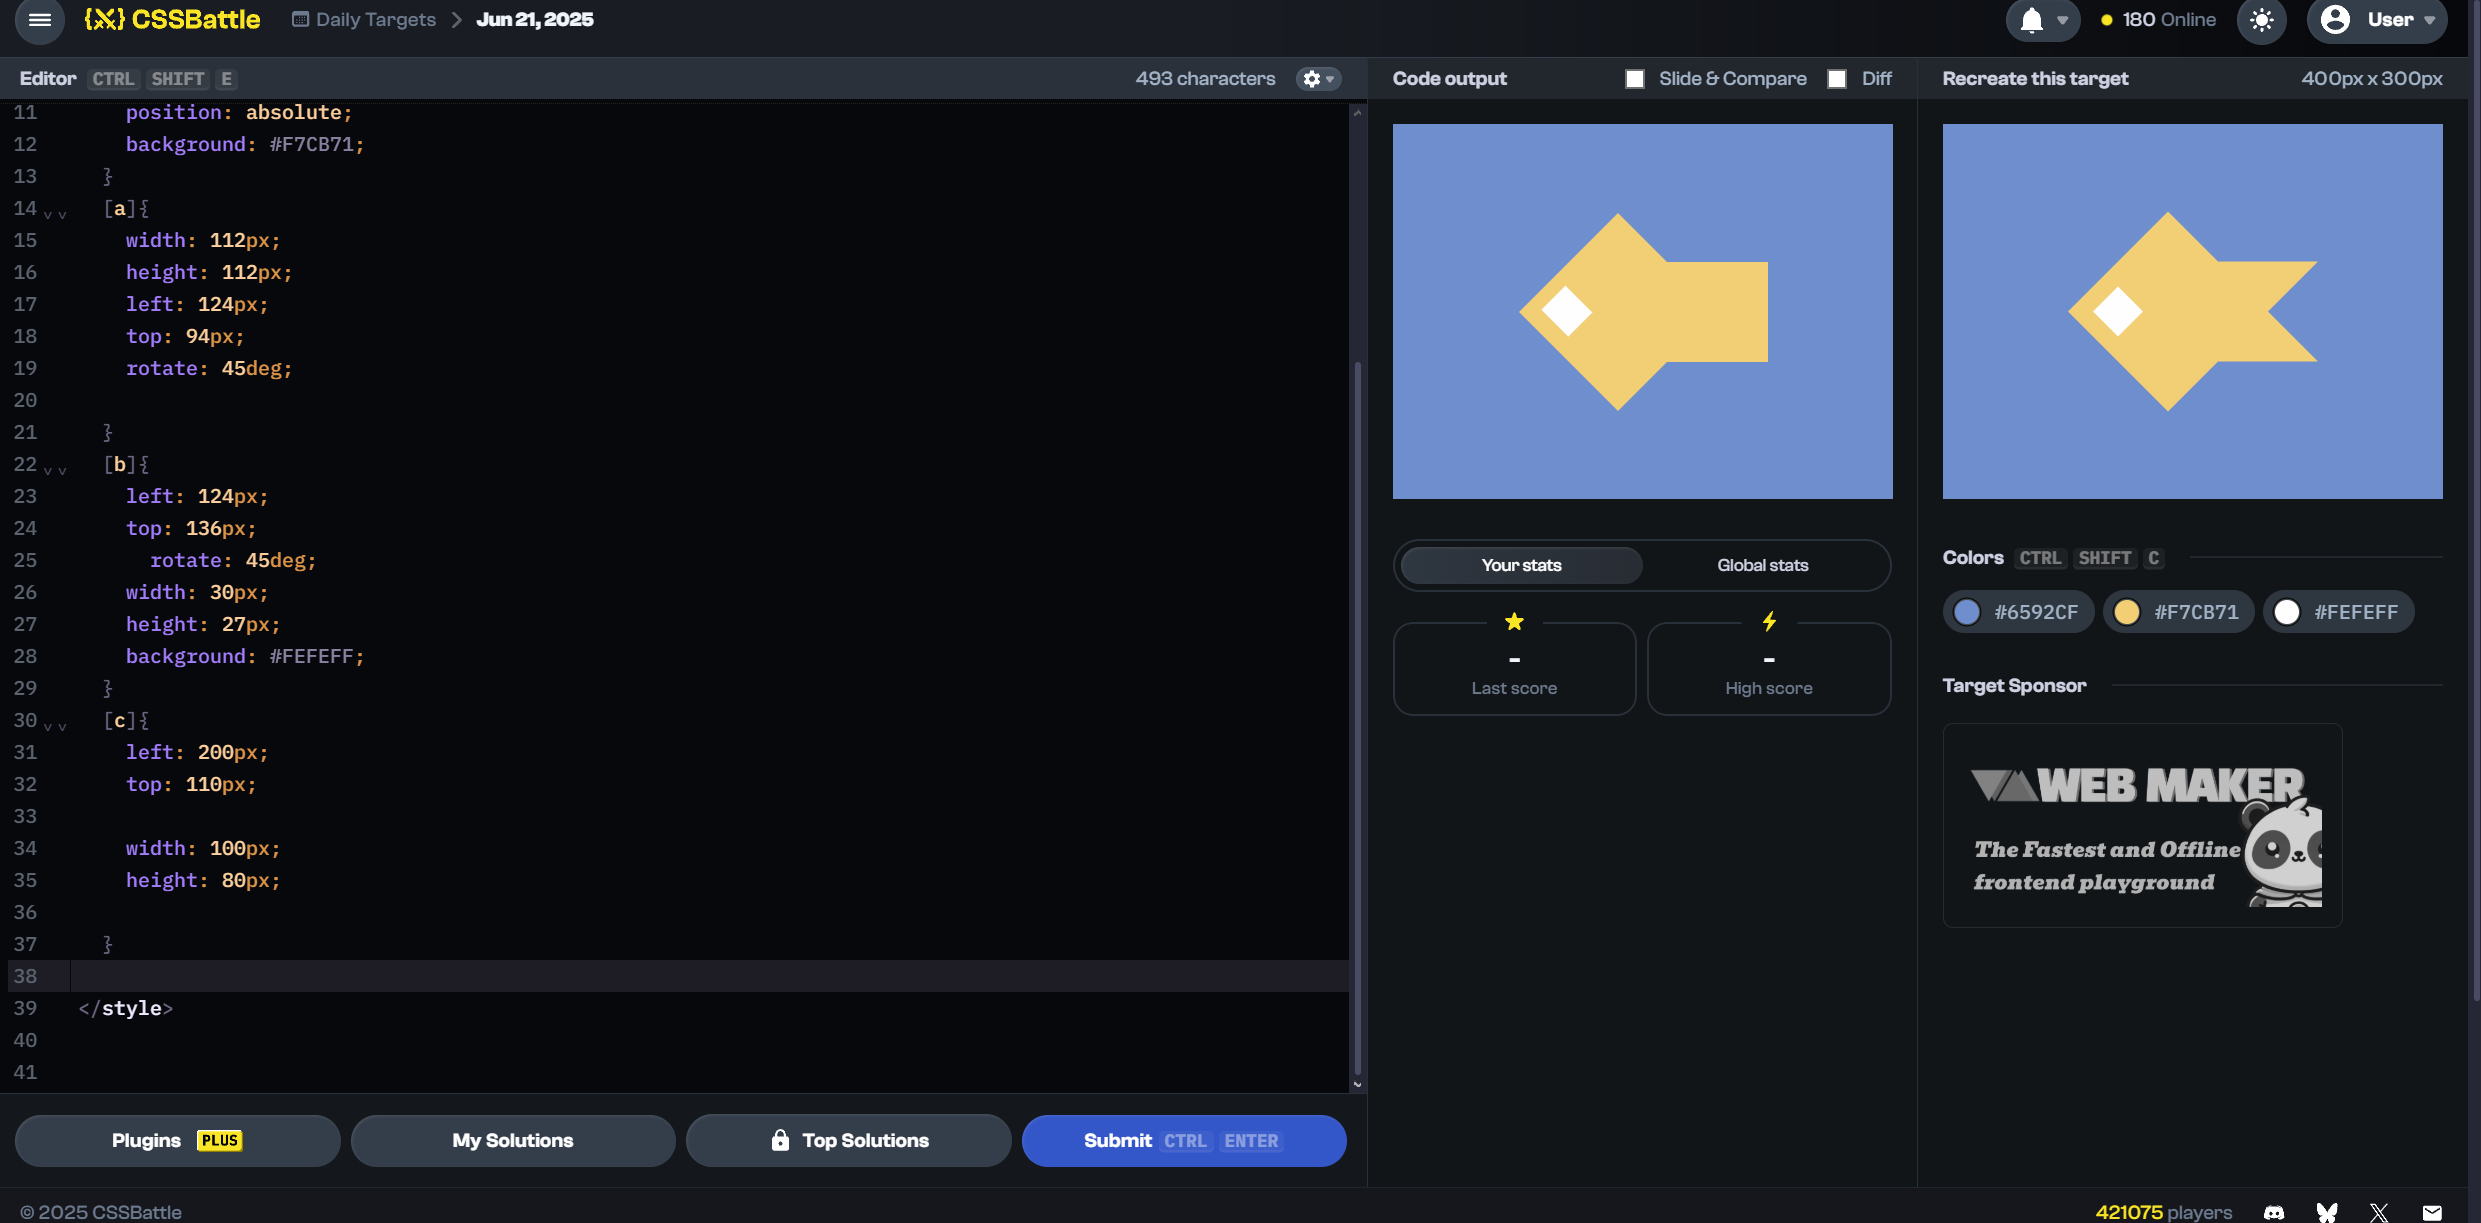 {X} CSSBattle
Daily Targets > Jun 21, 2025
180 Online
User
Editor CTRL SHIFT E
493 characters
11 position: absolute;
12 background: #F7CB71;
13 }
14 [a]{
15 width: 112px;
16 height: 112px;
17 left: 124px;
18 top: 94px;
19 rotate: 45deg;
20
21 }
22 [b]{
23 left: 124px;
24 top: 136px;
25 rotate: 45deg;
26 width: 30px;
27 height: 27px;
28 background: #FEFEFF;
29 }
30 [c]{
31 left: 200px;
32 top: 110px;
33
34 width: 100px;
35 height: 80px;
36
37 }
38
39 </style>
40
41
Plugins PLUS
My Solutions
Top Solutions
Submit CTRL ENTER
Code output
Slide & Compare
Diff
Your stats
Global stats
-
Last score
-
High score
Recreate this target
400px x 300px
Colors CTRL SHIFT C
#6592CF
#F7CB71
#FEFEFF
Target Sponsor
WEB MAKER
The Fastest and Offline
frontend playground
© 2025 CSSBattle
421075 players